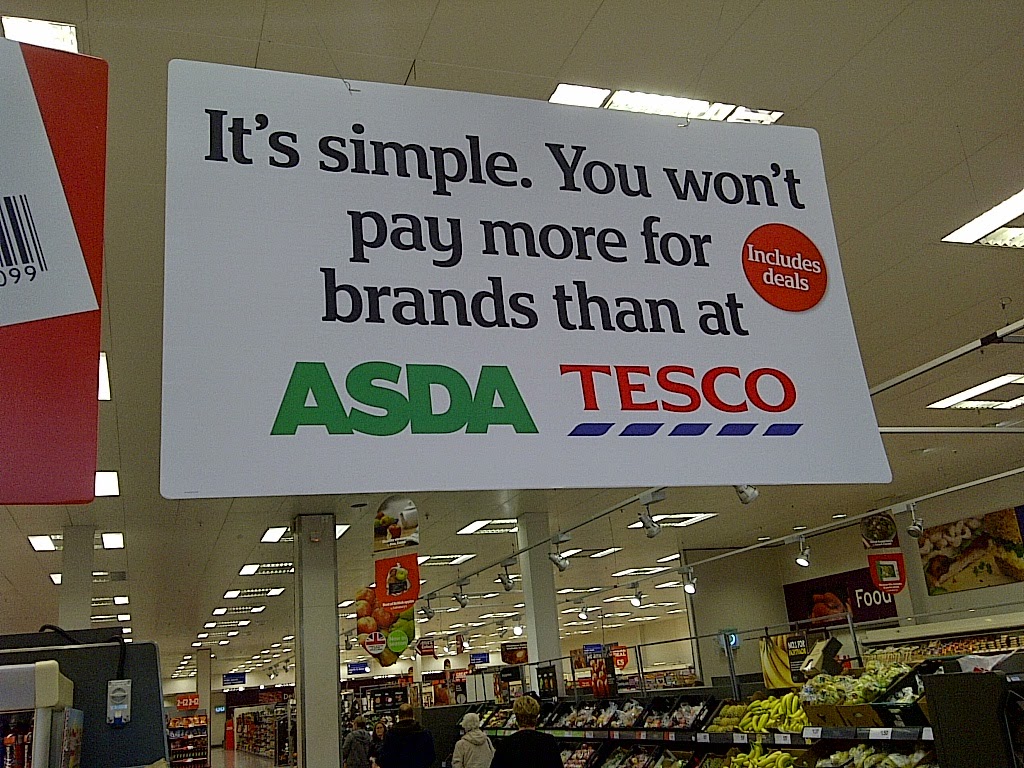 It's simple. You won't
pay more for
brands than at
Includes
deals
ASDA TESCO
099
Food